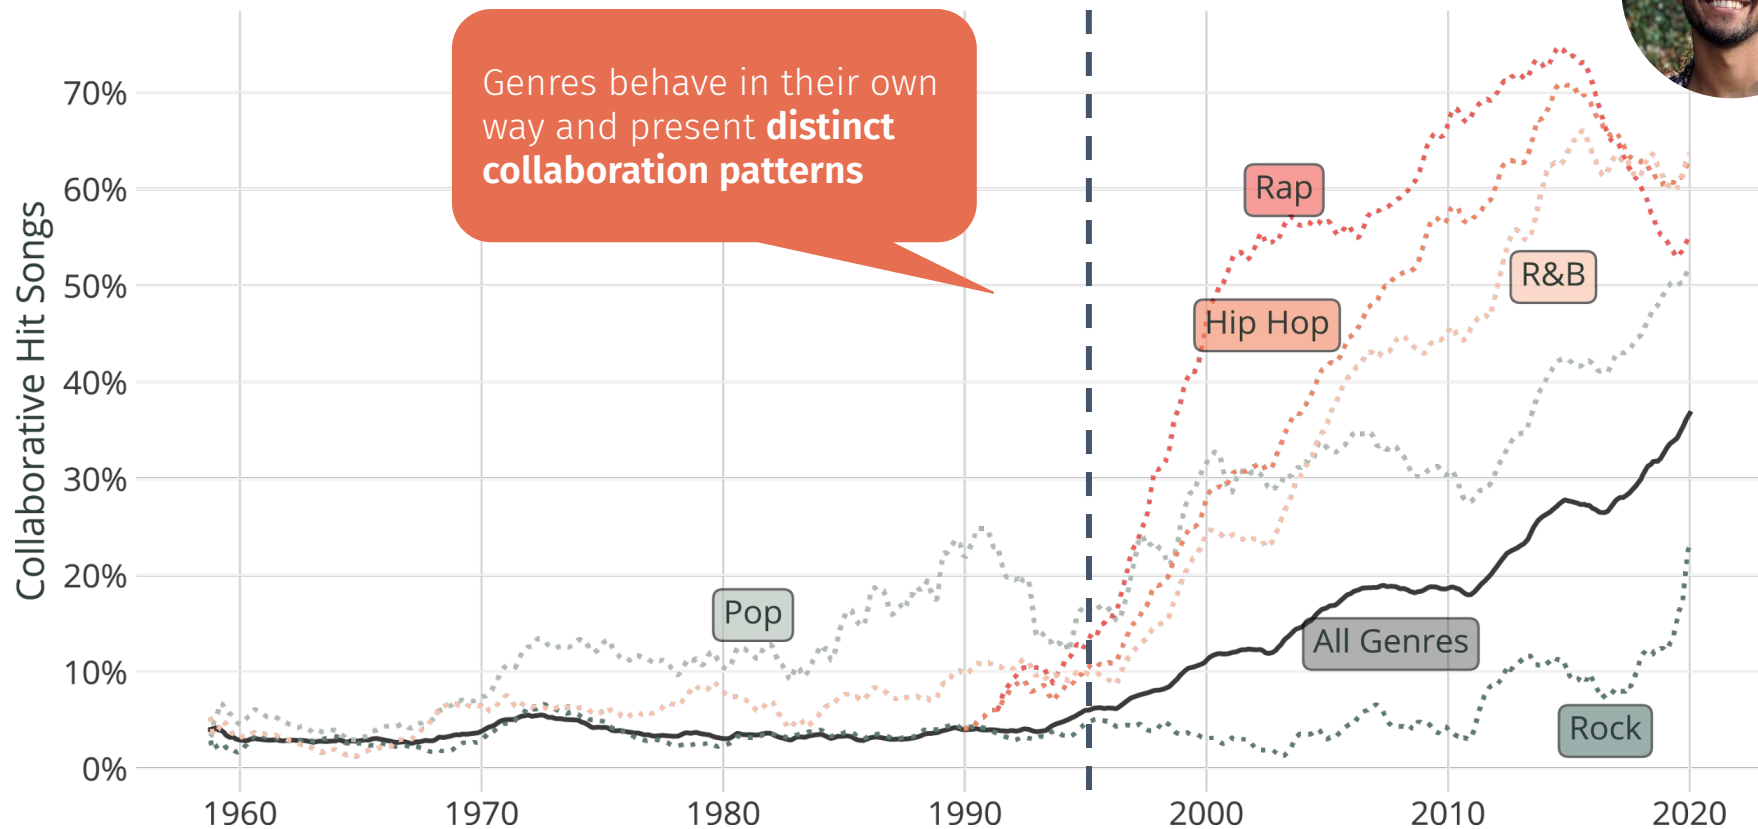 Genres behave in their own
way and present distinct
collaboration patterns
Collaborative Hit Songs
70%
60%
50%
40%
30%
20%
10%
0%
Rap
R&B
Hip Hop
Pop
All Genres
Rock
1960
1970
1980
1990
2000
2010
2020